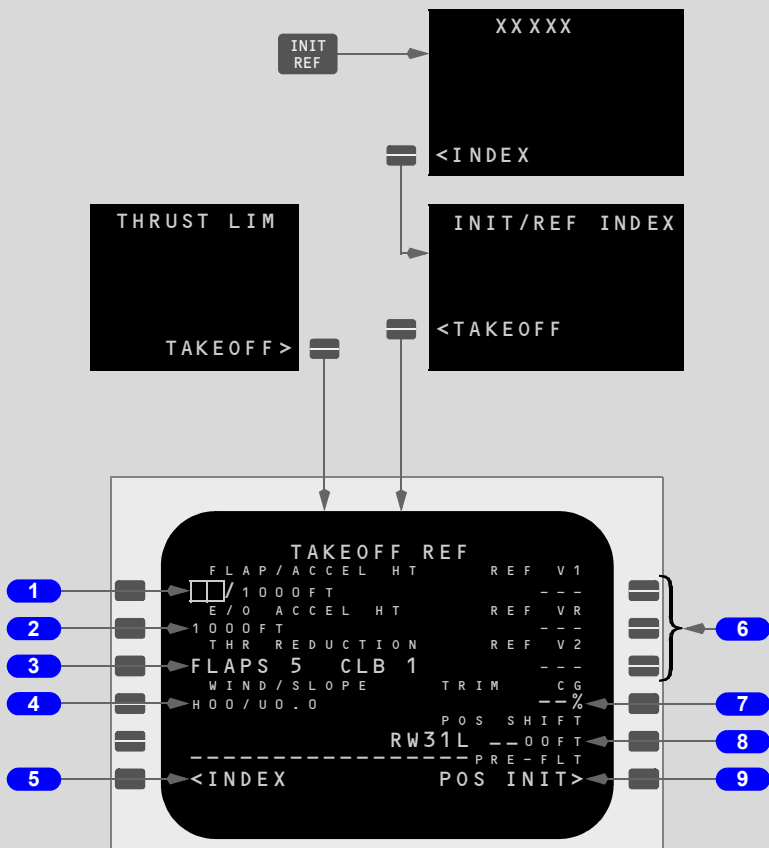 INIT
REF
XXXXX
<INDEX
THRUST LIM
TAKEOFF>
INIT/REF INDEX
<TAKEOFF
TAKEOFF REF
FLAP/ACCEL HT REF V1
1 /1000FT ---
E/O ACCEL HT REF VR
2 1000FT ---
6
THR REDUCTION REF V2
3 FLAPS 5 CLB 1 ---
WIND/SLOPE TRIM CG
4 H00/U0.0 --% 7
POS SHIFT
RW31L --00FT 8
-----------------PRE-FLT
5 <INDEX POS INIT> 9